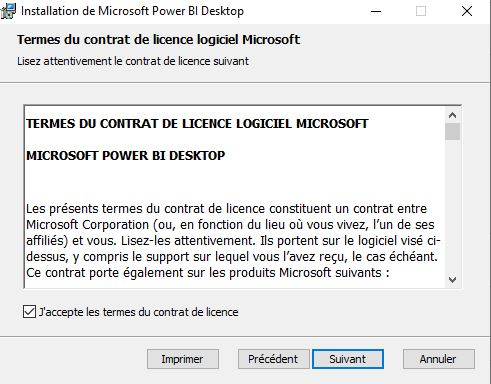 Installation de Microsoft Power BI Desktop
Termes du contrat de licence logiciel Microsoft
Lisez attentivement le contrat de licence suivant
TERMES DU CONTRAT DE LICENCE LOGICIEL MICROSOFT
MICROSOFT POWER BI DESKTOP
Les présents termes du contrat de licence constituent un contrat entre
Microsoft Corporation (ou, en fonction du lieu où vous vivez, l’un de ses
affiliés) et vous. Lisez-les attentivement. Ils portent sur le logiciel visé ci-
dessus, y compris le support sur lequel vous l’avez reçu, le cas échéant.
Ce contrat porte également sur les produits Microsoft suivants :
J'accepte les termes du contrat de licence
Imprimer Précédent Suivant Annuler